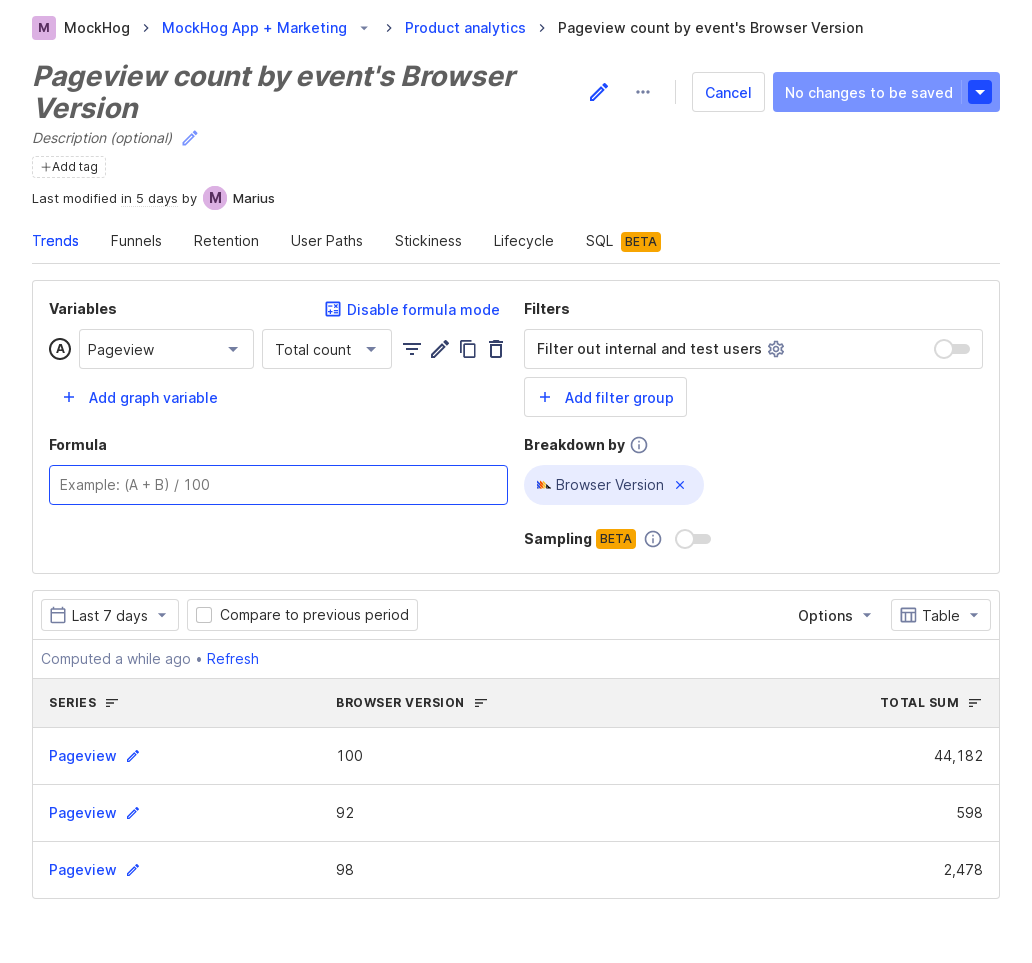 M MockHog MockHog App + Marketing Product analytics Pageview count by event's Browser Version
Pageview count by event's Browser
Version
Cancel No changes to be saved
Description (optional)
+Add tag
Last modified in 5 days by M Marius
Trends Funnels Retention User Paths Stickiness Lifecycle SQL BETA
Variables Disable formula mode Filters
A Pageview Total count Filter out internal and test users
+ Add graph variable + Add filter group
Formula Breakdown by
Example: (A + B) / 100 Browser Version
Sampling BETA
Last 7 days Compare to previous period Options Table
Computed a while ago • Refresh
SERIES BROWSER VERSION TOTAL SUM
Pageview 100 44,182
Pageview 92 598
Pageview 98 2,478